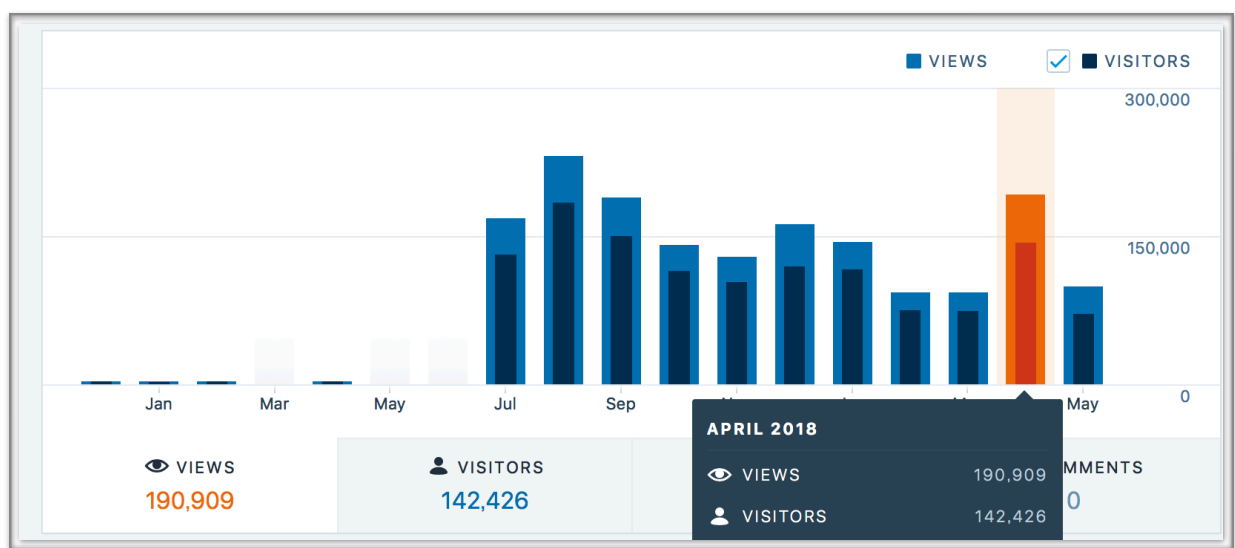 VIEWS VISITORS
300,000
150,000
0
Jan Mar May Jul Sep May
APRIL 2018
VIEWS 190,909
VISITORS 142,426
VIEWS
190,909
VISITORS
142,426
MMENTS
0